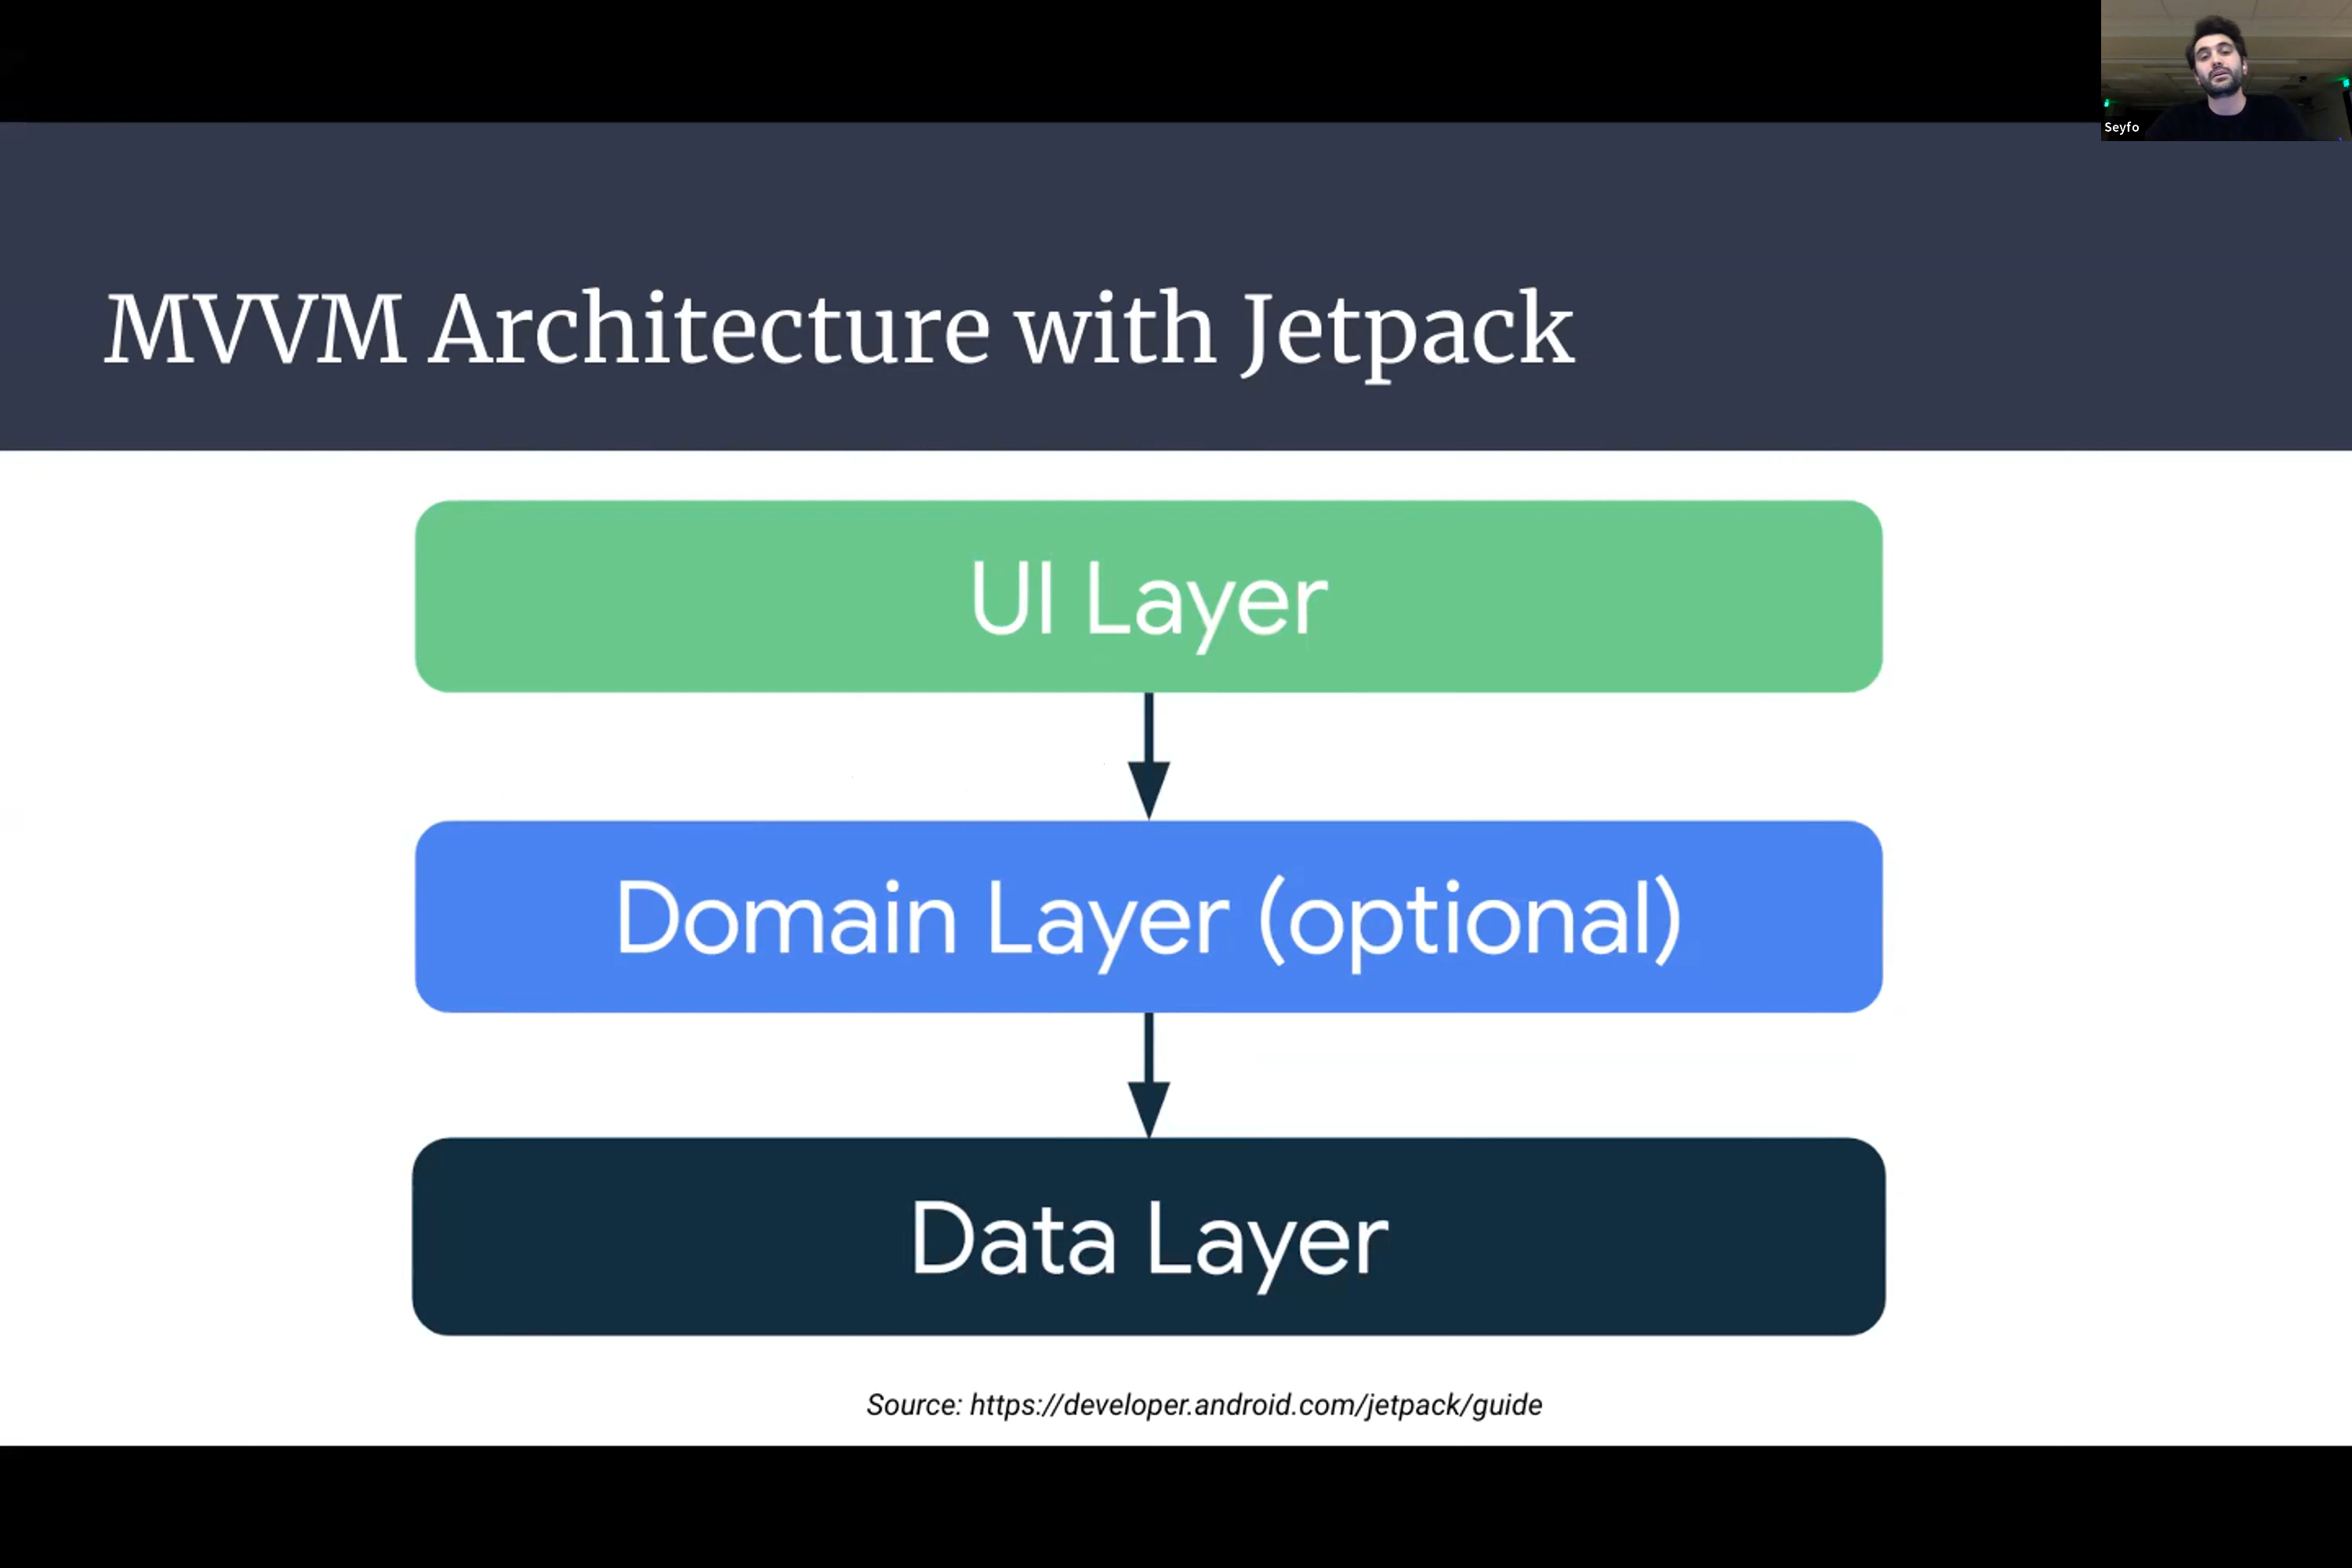 Seyfo
MVVM Architecture with Jetpack
UI Layer
Domain Layer (optional)
Data Layer
Source: https://developer.android.com/jetpack/guide